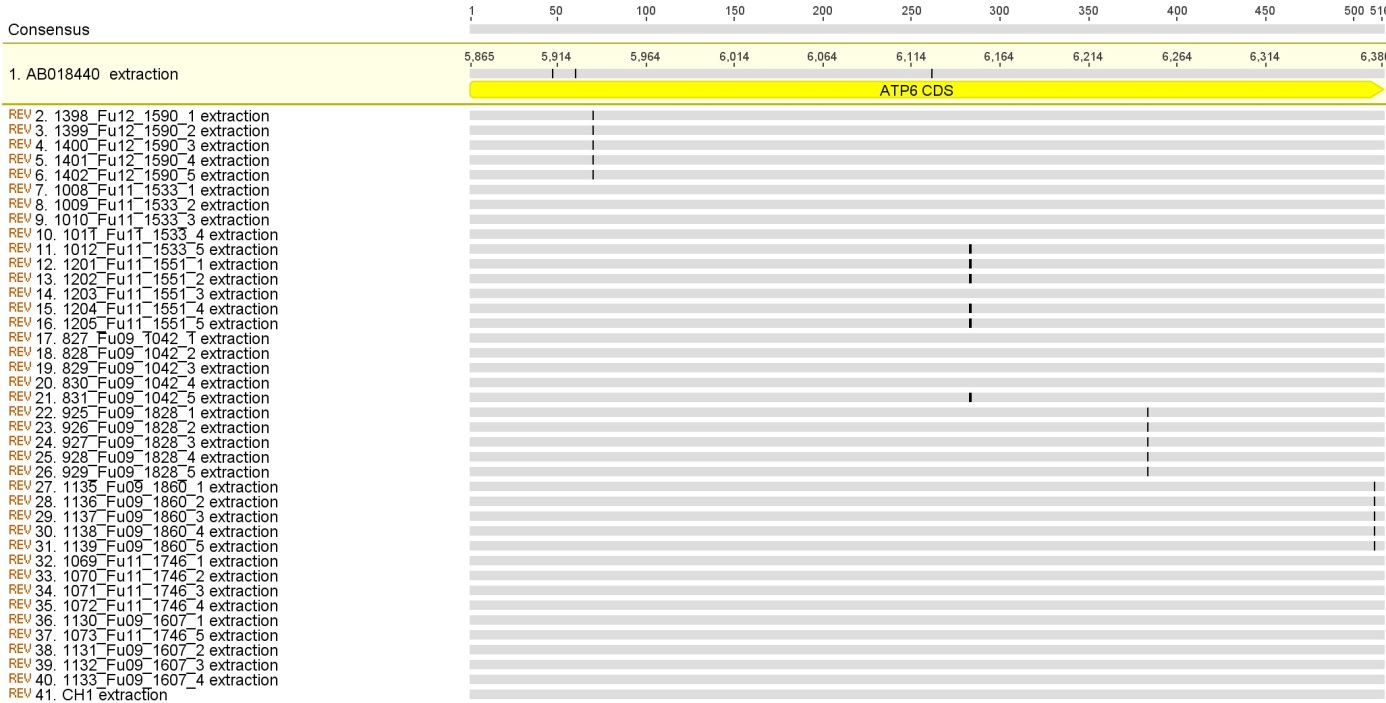 1 50 100 150 200 250 300 350 400 450 500 516
Consensus
5,865 5,914 5,964 6,014 6,064 6,114 6,164 6,214 6,264 6,314 6,380
1. AB018440 extraction
ATP6 CDS
REV 2. 1398_Fu12_1590_1 extraction
REV 3. 1399_Fu12_1590_2 extraction
REV 4. 1400_Fu12_1590_3 extraction
REV 5. 1401_Fu12_1590_4 extraction
REV 6. 1402_Fu12_1590_5 extraction
REV 7. 1008_Fu11_1533_1 extraction
REV 8. 1009_Fu11_1533_2 extraction
REV 9. 1010_Fu11_1533_3 extraction
REV 10. 1011_Fu11_1533_4 extraction
REV 11. 1012_Fu11_1533_5 extraction
REV 12. 1201_Fu11_1551_1 extraction
REV 13. 1202_Fu11_1551_2 extraction
REV 14. 1203_Fu11_1551_3 extraction
REV 15. 1204_Fu11_1551_4 extraction
REV 16. 1205_Fu11_1551_5 extraction
REV 17. 827_Fu09_1042_1 extraction
REV 18. 828_Fu09_1042_2 extraction
REV 19. 829_Fu09_1042_3 extraction
REV 20. 830_Fu09_1042_4 extraction
REV 21. 831_Fu09_1042_5 extraction
REV 22. 925_Fu09_1828_1 extraction
REV 23. 926_Fu09_1828_2 extraction
REV 24. 927_Fu09_1828_3 extraction
REV 25. 928_Fu09_1828_4 extraction
REV 26. 929_Fu09_1828_5 extraction
REV 27. 1135_Fu09_1860_1 extraction
REV 28. 1136_Fu09_1860_2 extraction
REV 29. 1137_Fu09_1860_3 extraction
REV 30. 1138_Fu09_1860_4 extraction
REV 31. 1139_Fu09_1860_5 extraction
REV 32. 1069_Fu11_1746_1 extraction
REV 33. 1070_Fu11_1746_2 extraction
REV 34. 1071_Fu11_1746_3 extraction
REV 35. 1072_Fu11_1746_4 extraction
REV 36. 1130_Fu09_1607_1 extraction
REV 37. 1073_Fu11_1746_5 extraction
REV 38. 1131_Fu09_1607_2 extraction
REV 39. 1132_Fu09_1607_3 extraction
REV 40. 1133_Fu09_1607_4 extraction
REV 41. CH1 extraction